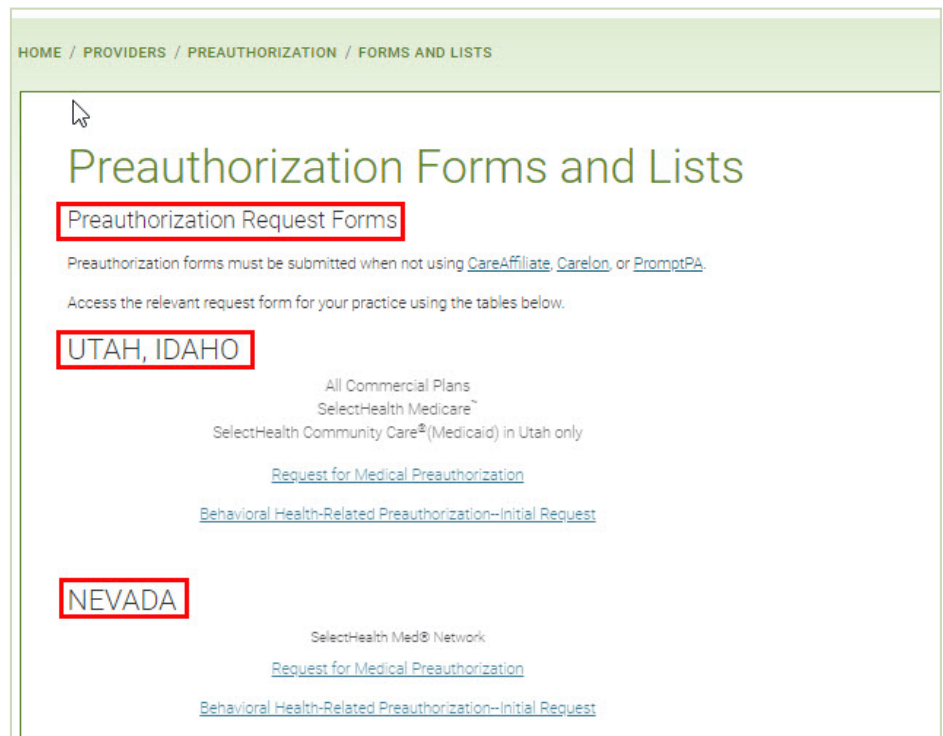 HOME / PROVIDERS / PREAUTHORIZATION / FORMS AND LISTS
Preauthorization Forms and Lists
Preauthorization Request Forms
Preauthorization forms must be submitted when not using CareAffiliate, Carelon, or PromptPA.
Access the relevant request form for your practice using the tables below.
UTAH, IDAHO
All Commercial Plans
SelectHealth Medicare™
SelectHealth Community Care®(Medicaid) in Utah only
Request for Medical Preauthorization
Behavioral Health-Related Preauthorization--Initial Request
NEVADA
SelectHealth Med® Network
Request for Medical Preauthorization
Behavioral Health-Related Preauthorization--Initial Request